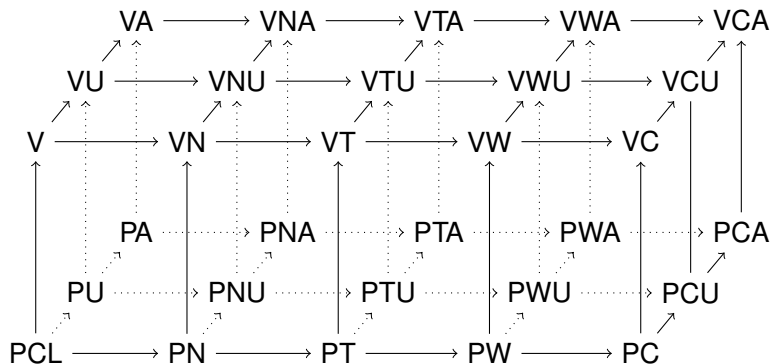 VA VNA VTA VWA VCA
VU VNU VTU VWU VCU
V VN VT VW VC
PA PNA PTA PWA PCA
PU PNU PTU PWU PCU
PCL PN PT PW PC